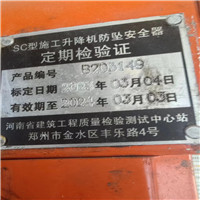 SC型施工升降机防坠安全器
定期检验证
产品编号 B203149
标定日期 年03月04日
有效期至 年03月03日
河南省建筑工程质量检验测试中心站
郑州市金水区丰乐路4号